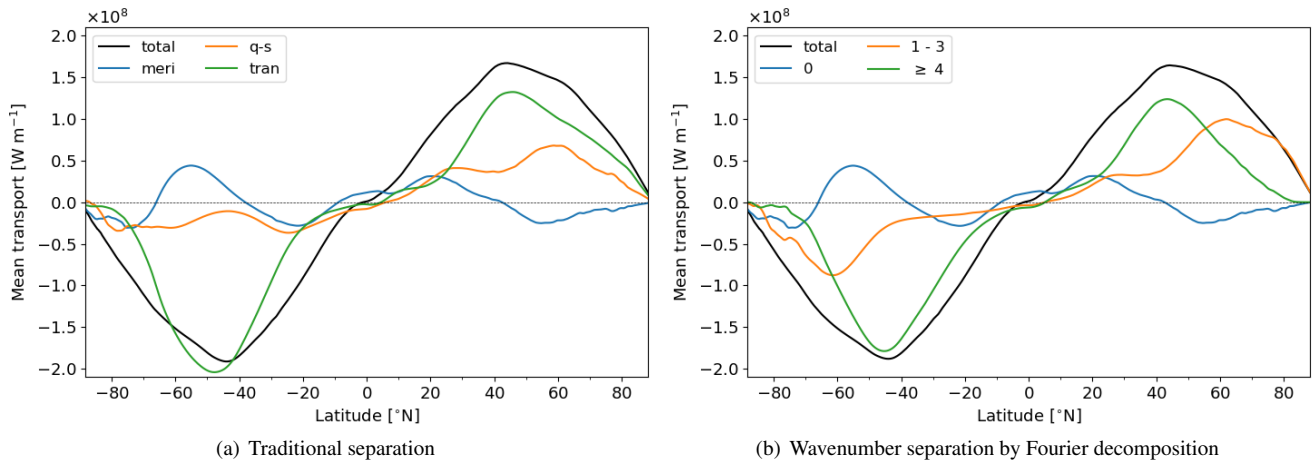 ×10⁸
total
q-s
meri
tran
2.0
1.5
1.0
0.5
0.0
−0.5
−1.0
−1.5
−2.0
Mean transport [W m⁻¹]
−80 −60 −40 −20 0 20 40 60 80
Latitude [°N]
(a) Traditional separation
×10⁸
total
1 - 3
0
≥ 4
2.0
1.5
1.0
0.5
0.0
−0.5
−1.0
−1.5
−2.0
Mean transport [W m⁻¹]
−80 −60 −40 −20 0 20 40 60 80
Latitude [°N]
(b) Wavenumber separation by Fourier decomposition